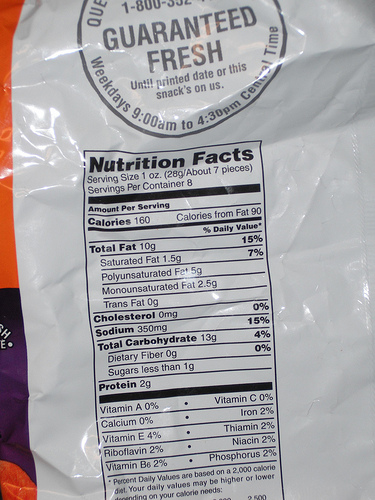 QUE
1-800-352
GUARANTEED
FRESH
Until printed date or this
snack's on us.
Weekdays 9:00am to 4:30pm Central Time
Nutrition Facts
Serving Size 1 oz. (28g/About 7 pieces)
Servings Per Container 8
Amount Per Serving
Calories 160 Calories from Fat 90
% Daily Value*
Total Fat 10g 15%
Saturated Fat 1.5g 7%
Polyunsaturated Fat 5g
Monounsaturated Fat 2.5g
Trans Fat 0g
Cholesterol 0mg 0%
Sodium 350mg 15%
Total Carbohydrate 13g 4%
Dietary Fiber 0g 0%
Sugars less than 1g
Protein 2g
Vitamin A 0% • Vitamin C 0%
Calcium 0% • Iron 2%
Vitamin E 4% • Thiamin 2%
Riboflavin 2% • Niacin 2%
Vitamin B6 2% • Phosphorus 2%
* Percent Daily Values are based on a 2,000 calorie
diet. Your daily values may be higher or lower
depending on your calorie needs:
2,500